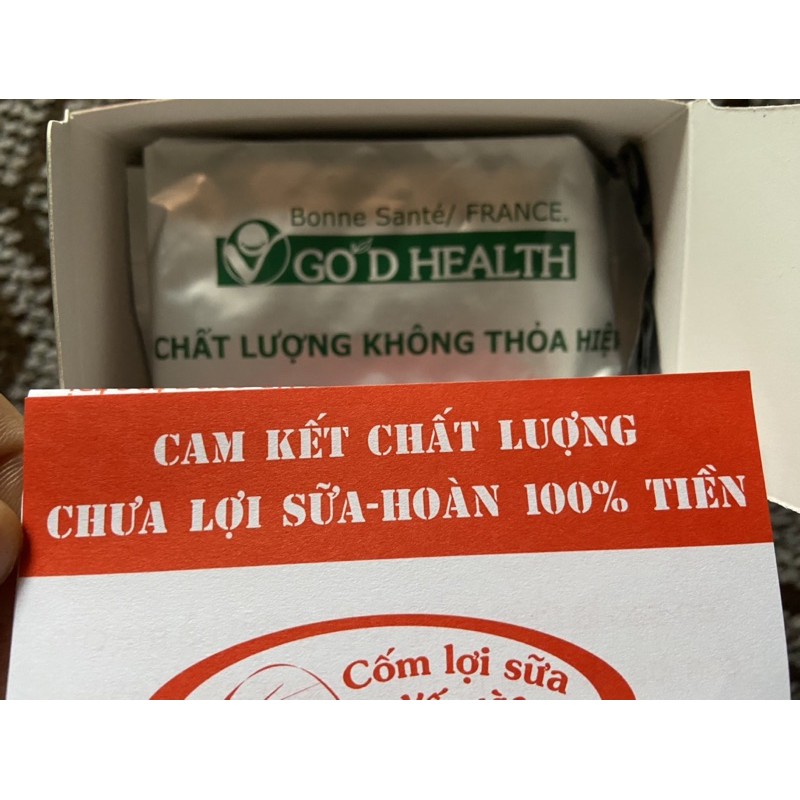 Bonne Santé/ FRANCE.
GO'D HEALTH
CHẤT LƯỢNG KHÔNG THỎA HIỆ
CAM KẾT CHẤT LƯỢNG
CHƯA LỢI SỮA-HOÀN 100% TIỀN
Cốm lợi sữa